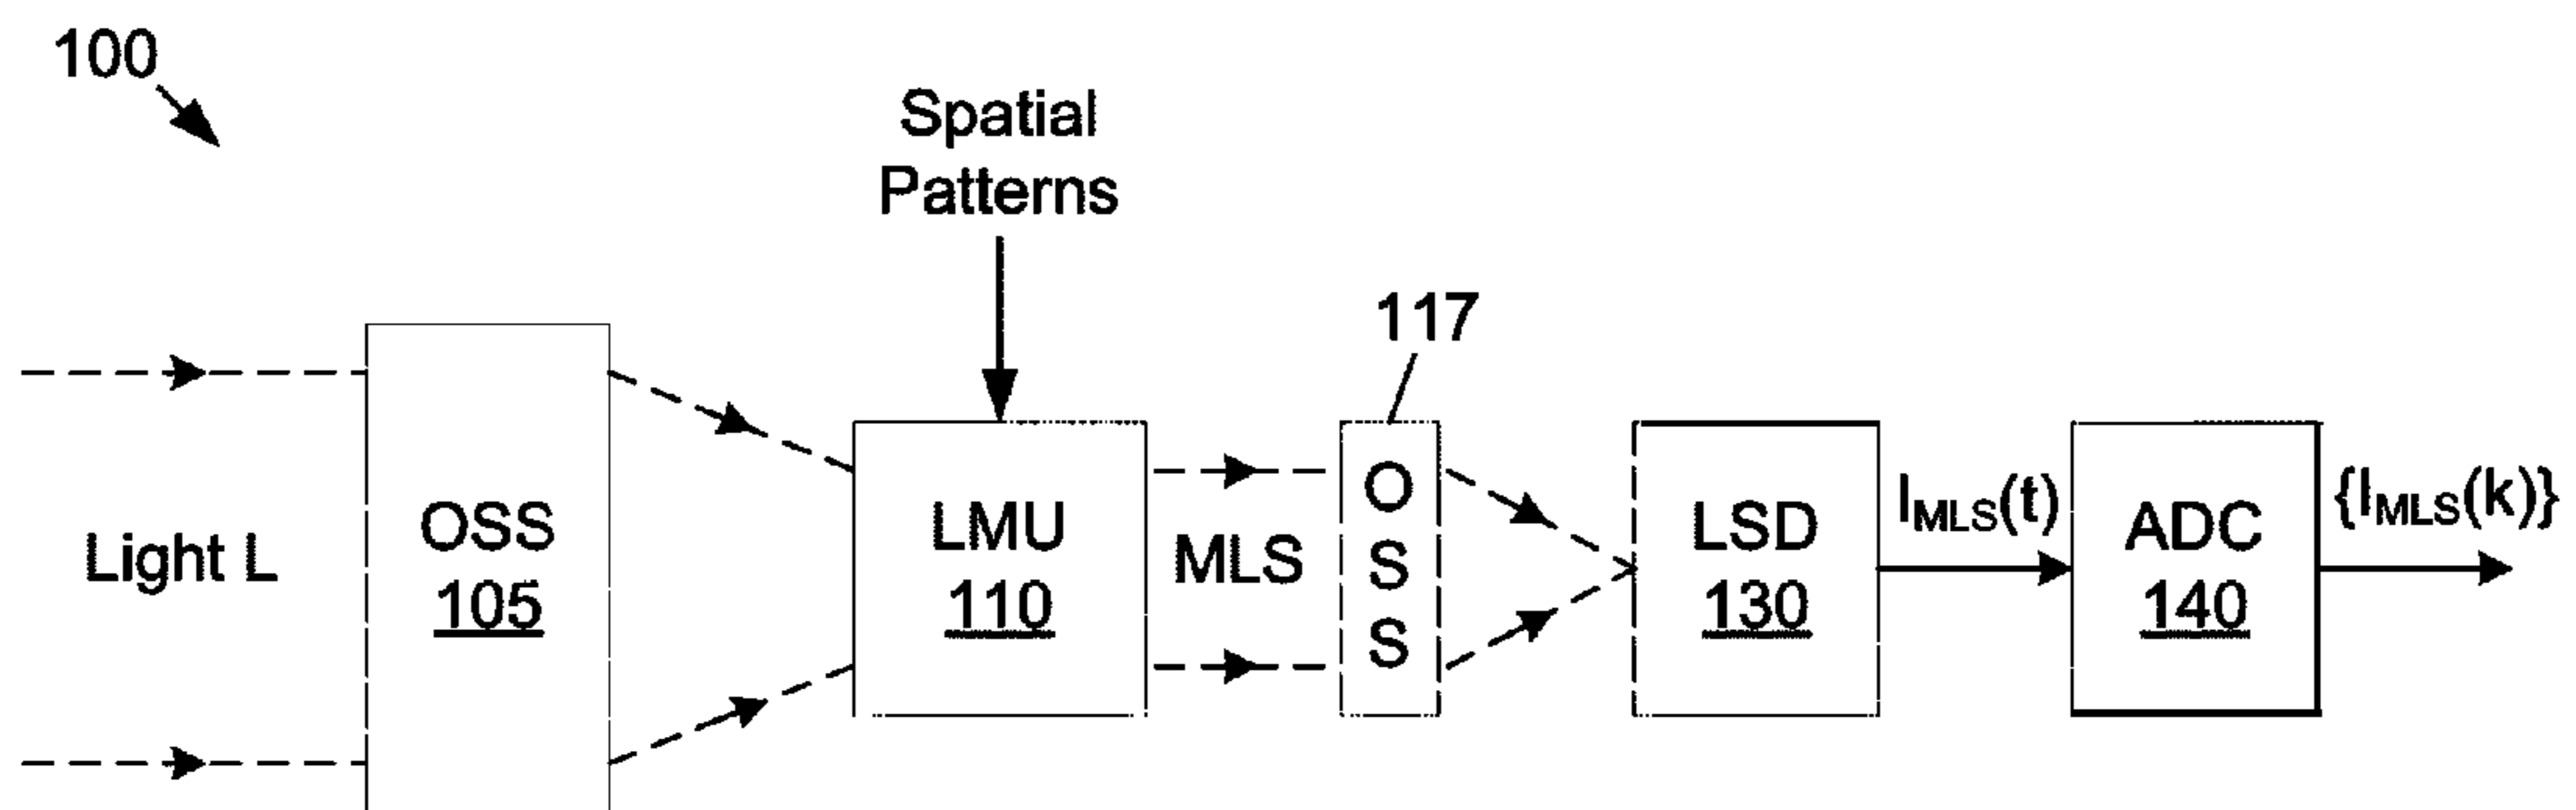 100
Spatial
Patterns
117
Light L
OSS
105
LMU
110
MLS
O
S
S
LSD
130
I_MLS(t)
ADC
140
{I_MLS(k)}